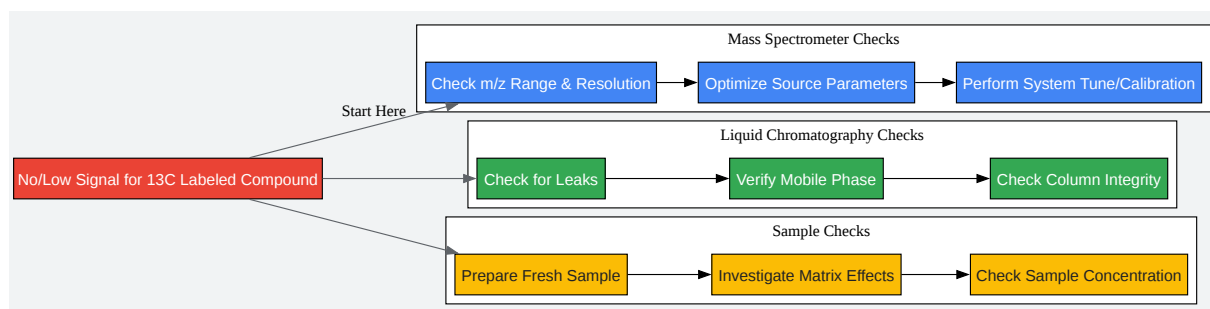 Mass Spectrometer Checks
Check m/z Range & Resolution
Optimize Source Parameters
Perform System Tune/Calibration
Start Here
Liquid Chromatography Checks
No/Low Signal for 13C Labeled Compound
Check for Leaks
Verify Mobile Phase
Check Column Integrity
Sample Checks
Prepare Fresh Sample
Investigate Matrix Effects
Check Sample Concentration